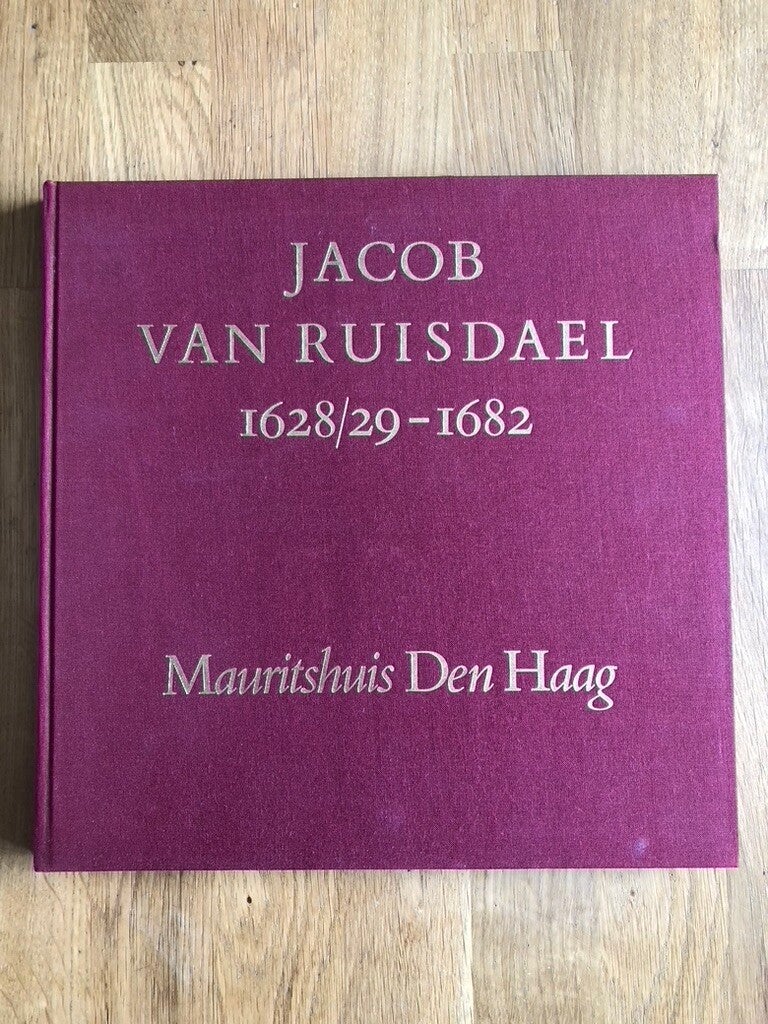 JACOB
VAN RUISDAEL
1628/29-1682
Mauritshuis Den Haag